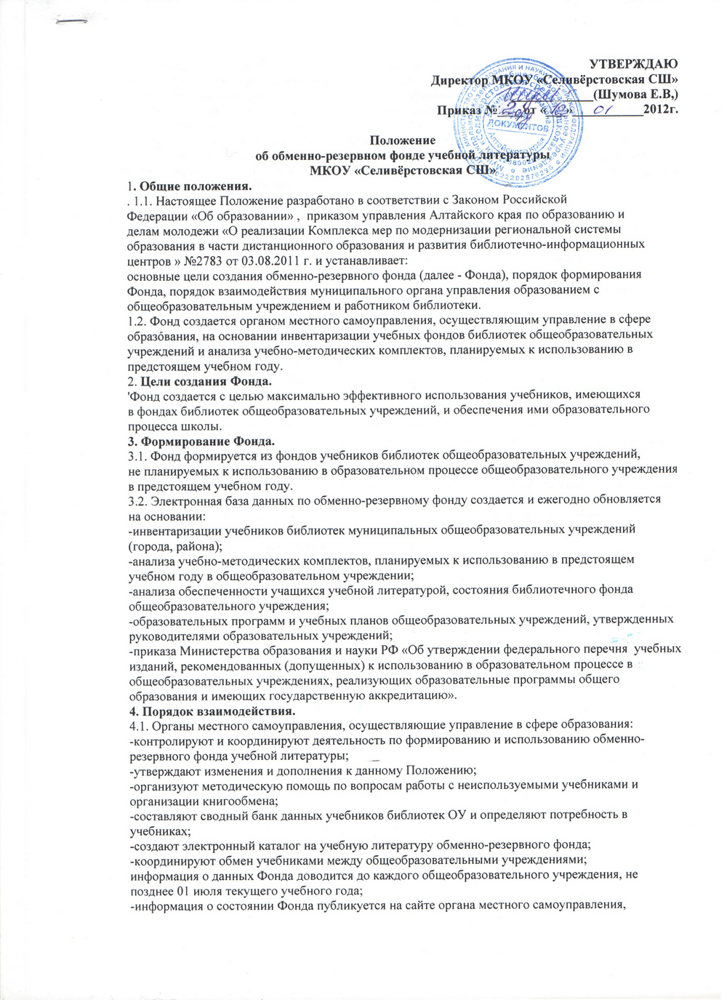 УТВЕРЖДАЮ
Директор МКОУ «Селивёрстовская СШ»
(Шумова Е.В,)
Приказ № от « » 01 2012г.
ДОКУМЕНТОВ
Положение
об обменно-резервном фонде учебной литературы
МКОУ «Селивёрстовская СШ»
1. Общие положения.
. 1.1. Настоящее Положение разработано в соответствии с Законом Российской
Федерации «Об образовании» , приказом управления Алтайского края по образованию и
делам молодежи «О реализации Комплекса мер по модернизации региональной системы
образования в части дистанционного образования и развития библиотечно-информационных
центров » №2783 от 03.08.2011 г. и устанавливает:
основные цели создания обменно-резервного фонда (далее - Фонда), порядок формирования
Фонда, порядок взаимодействия муниципального органа управления образованием с
общеобразовательным учреждением и работником библиотеки.
1.2. Фонд создается органом местного самоуправления, осуществляющим управление в сфере
образования, на основании инвентаризации учебных фондов библиотек общеобразовательных
учреждений и анализа учебно-методических комплектов, планируемых к использованию в
предстоящем учебном году.
2. Цели создания Фонда.
'Фонд создается с целью максимально эффективного использования учебников, имеющихся
в фондах библиотек общеобразовательных учреждений, и обеспечения ими образовательного
процесса школы.
3. Формирование Фонда.
3.1. Фонд формируется из фондов учебников библиотек общеобразовательных учреждений,
не планируемых к использованию в образовательном процессе общеобразовательного учреждения
в предстоящем учебном году.
3.2. Электронная база данных по обменно-резервному фонду создается и ежегодно обновляется
на основании:
-инвентаризации учебников библиотек муниципальных общеобразовательных учреждений
(города, района);
-анализа учебно-методических комплектов, планируемых к использованию в предстоящем
учебном году в общеобразовательном учреждении;
-анализа обеспеченности учащихся учебной литературой, состояния библиотечного фонда
общеобразовательного учреждения;
-образовательных программ и учебных планов общеобразовательных учреждений, утвержденных
руководителями образовательных учреждений;
-приказа Министерства образования и науки РФ «Об утверждении федерального перечня учебных
изданий, рекомендованных (допущенных) к использованию в образовательном процессе в
общеобразовательных учреждениях, реализующих образовательные программы общего
образования и имеющих государственную аккредитацию».
4. Порядок взаимодействия.
4.1. Органы местного самоуправления, осуществляющие управление в сфере образования:
-контролируют и координируют деятельность по формированию и использованию обменно-
резервного фонда учебной литературы;
-утверждают изменения и дополнения к данному Положению;
-организуют методическую помощь по вопросам работы с неиспользуемыми учебниками и
организации книгообмена;
-составляют сводный банк данных учебников библиотек ОУ и определяют потребность в
учебниках;
-создают электронный каталог на учебную литературу обменно-резервного фонда;
-координируют обмен учебниками между общеобразовательными учреждениями;
информация о данных Фонда доводится до каждого общеобразовательного учреждения, не
позднее 01 июля текущего учебного года;
-информация о состоянии Фонда публикуется на сайте органа местного самоуправления,